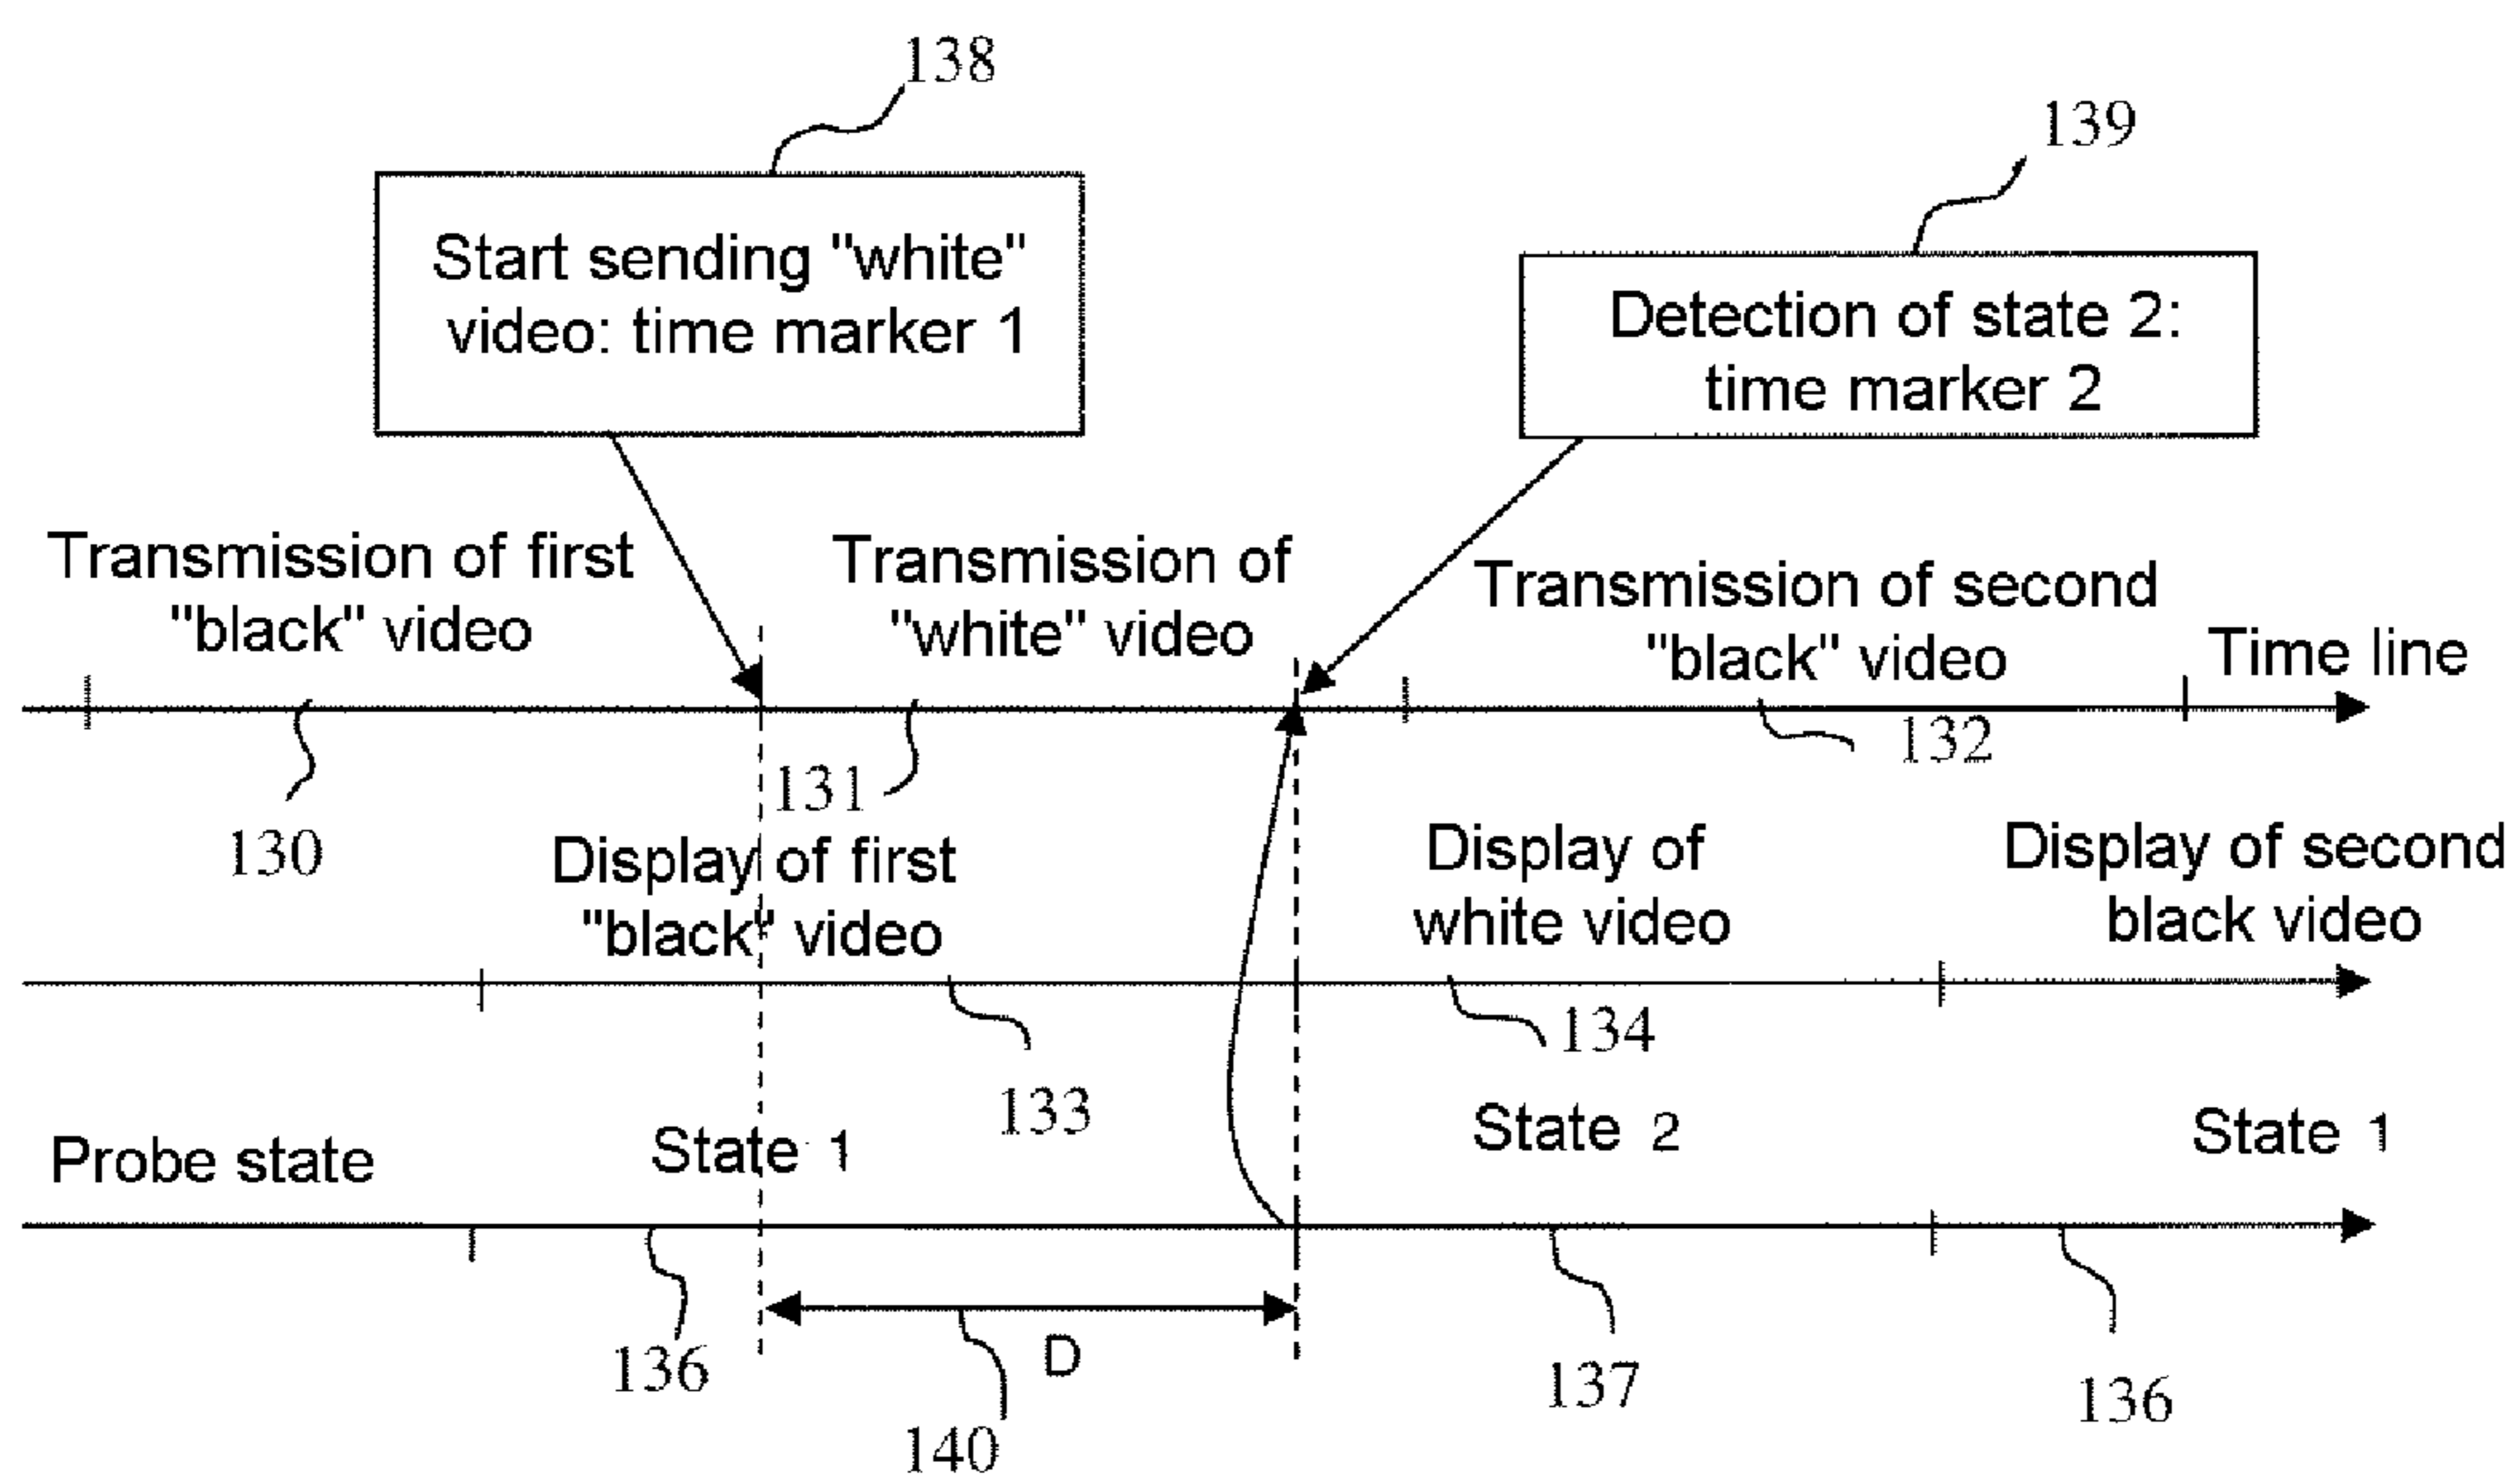 138
139
Start sending "white"
video: time marker 1
Detection of state 2:
time marker 2
Transmission of first
"black" video
Transmission of
"white" video
Transmission of second
"black" video
Time line
130
131
132
Display of first
"black" video
Display of
white video
Display of second
black video
133
134
Probe state
State 1
State 2
State 1
136
D
140
137
136